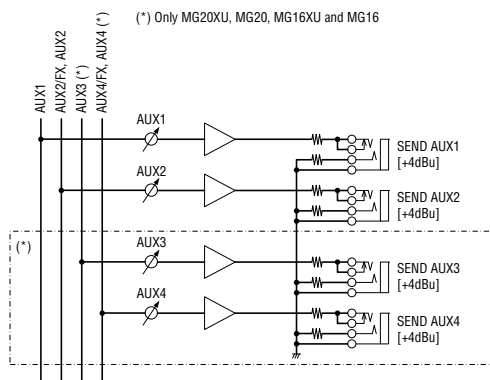 (*) Only MG20XU, MG20, MG16XU and MG16
AUX1
AUX2/FX, AUX2
AUX3 (*)
AUX4/FX, AUX4 (*)
AUX1
SEND AUX1
[+4dBu]
AUX2
SEND AUX2
[+4dBu]
(*)
AUX3
SEND AUX3
[+4dBu]
AUX4
SEND AUX4
[+4dBu]